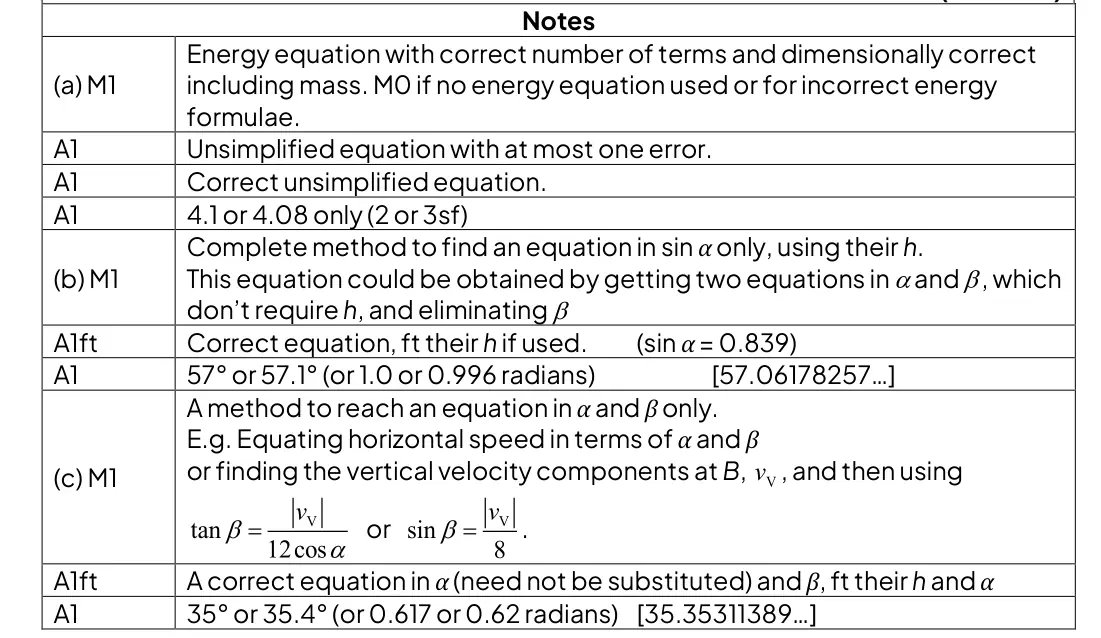 Notes
(a) M1
Energy equation with correct number of terms and dimensionally correct
including mass. M0 if no energy equation used or for incorrect energy
formulae.
A1
Unsimplified equation with at most one error.
A1
Correct unsimplified equation.
A1
4.1 or 4.08 only (2 or 3sf)
(b) M1
Complete method to find an equation in sin α only, using their h.
This equation could be obtained by getting two equations in α and β, which
don’t require h, and eliminating β
A1ft
Correct equation, ft their h if used. (sin α = 0.839)
A1
57° or 57.1° (or 1.0 or 0.996 radians) [57.06178257…]
(c) M1
A method to reach an equation in α and β only.
E.g. Equating horizontal speed in terms of α and β
or finding the vertical velocity components at B, v_V, and then using
tan β = |v_V| / 12 cos α or sin β = |v_V| / 8.
A1ft
A correct equation in α (need not be substituted) and β, ft their h and α
A1
35° or 35.4° (or 0.617 or 0.62 radians) [35.35311389…]